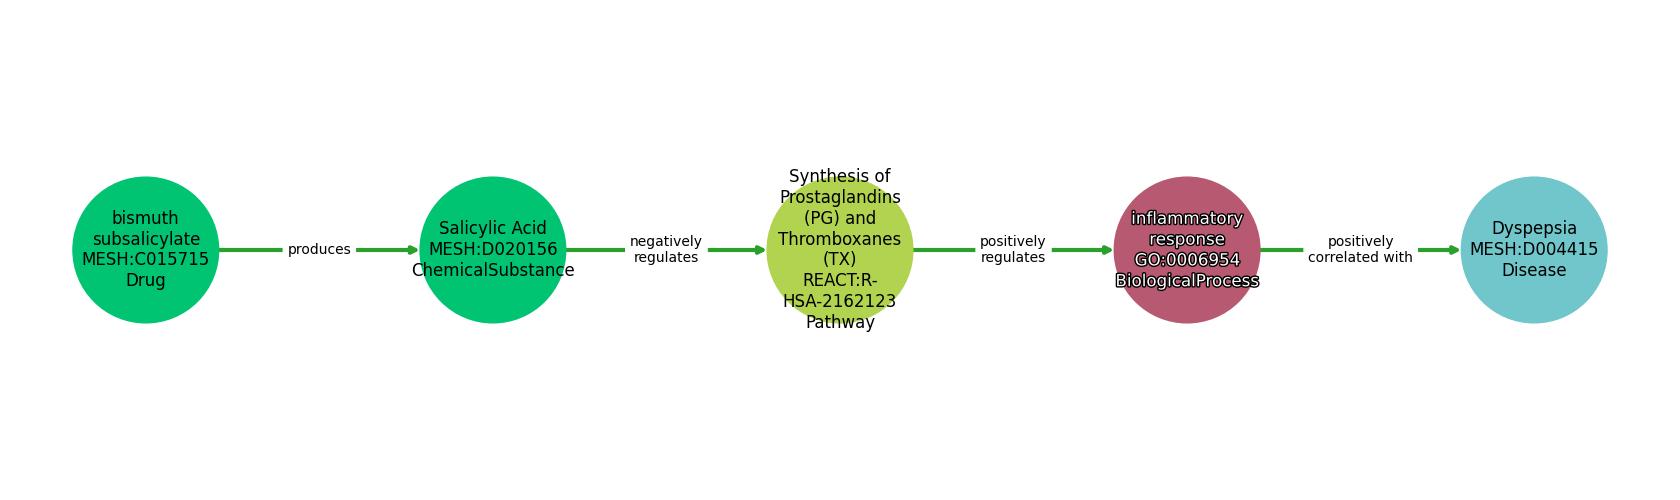 bismuth
subsalicylate
MESH:C015715
Drug
produces
Salicylic Acid
MESH:D020156
ChemicalSubstance
negatively
regulates
Synthesis of
Prostaglandins
(PG) and
Thromboxanes
(TX)
REACT:R-
HSA-2162123
Pathway
positively
regulates
inflammatory
response
GO:0006954
BiologicalProcess
positively
correlated with
Dyspepsia
MESH:D004415
Disease